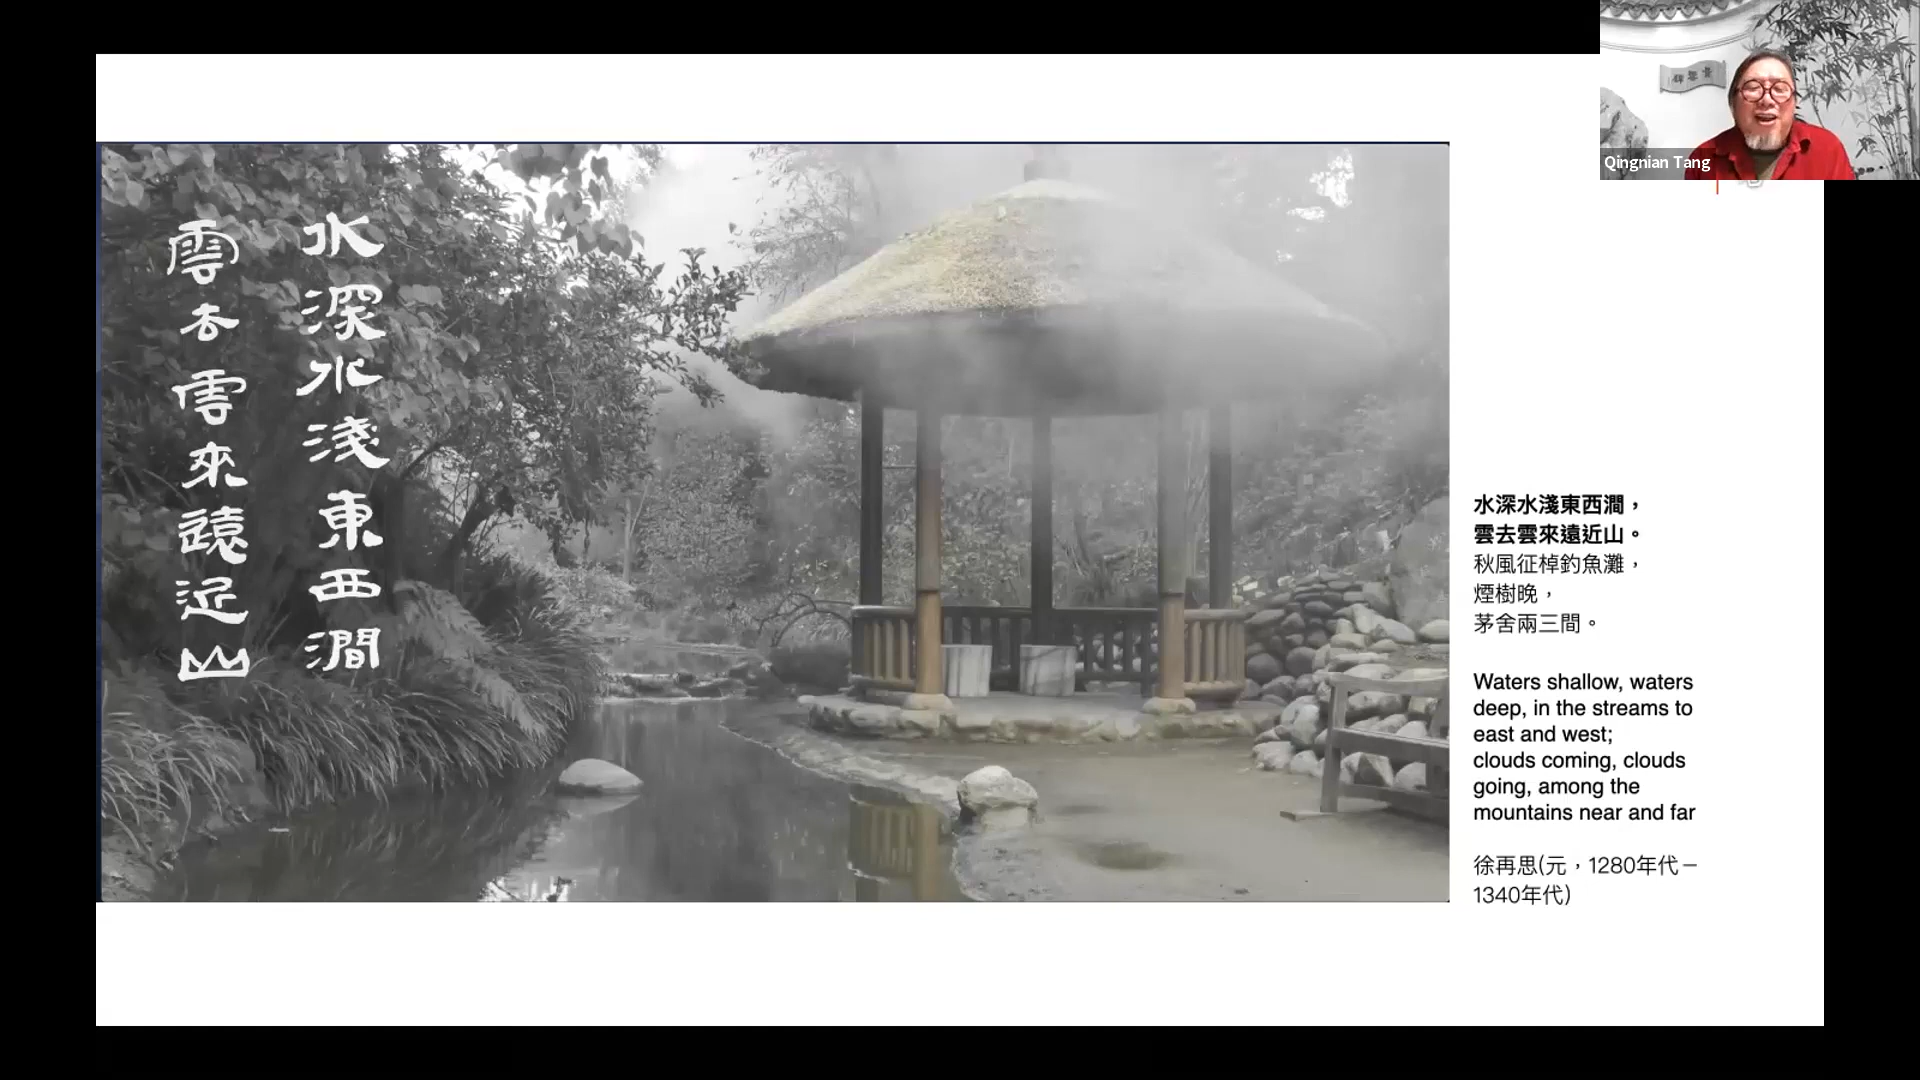 水深水淺東西澗
雲去雲來遠近山
Qingnian Tang
水深水淺東西澗，
雲去雲來遠近山。
秋風征棹釣魚灘，
煙樹晚，
茅舍兩三間。
Waters shallow, waters
deep, in the streams to
east and west;
clouds coming, clouds
going, among the
mountains near and far
徐再思(元，1280年代－
1340年代)